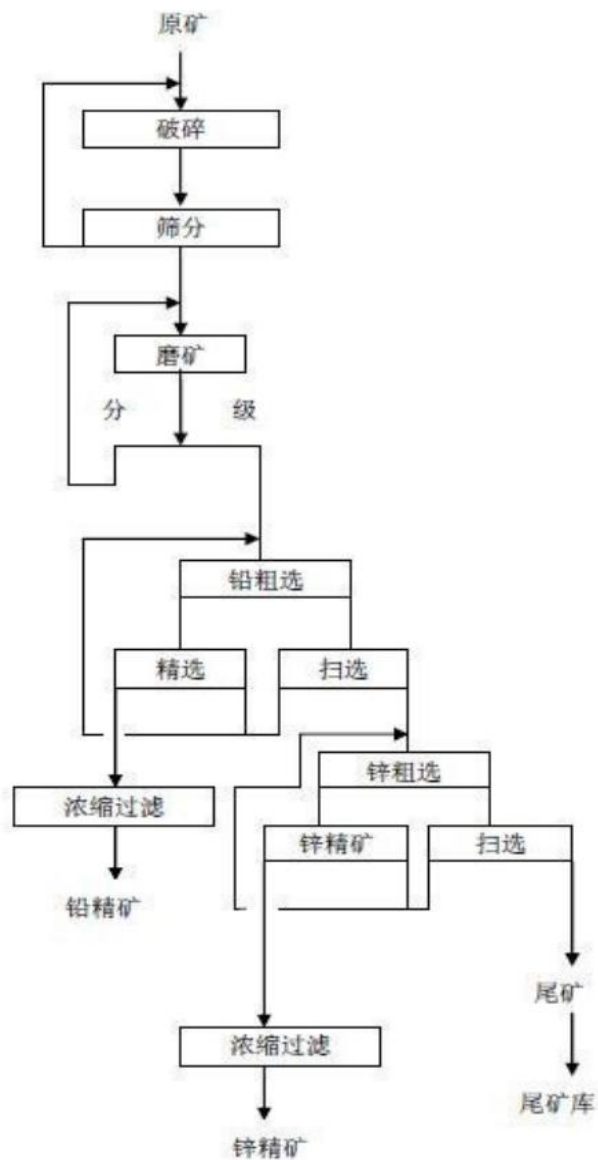 原矿
破碎
筛分
磨矿
分 级
铅粗选
精选 扫选
锌粗选
浓缩过滤
锌精矿 扫选
铅精矿
尾矿
浓缩过滤
尾矿库
锌精矿